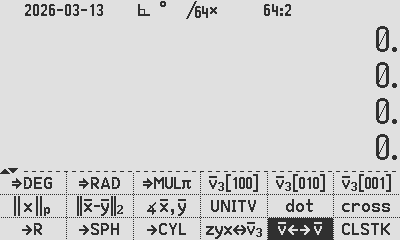 2026-03-13 ∟ ° /64× 64:2
0.
0.
0.
0.
→DEG →RAD →MULπ v̅₃[100] v̅₃[010] v̅₃[001]
‖x‖ₚ ‖x̅-y̅‖₂ ∡x̅,y̅ UNITV dot cross
→R →SPH →CYL zyx↔v̅₃ v̅←→v̅ CLSTK